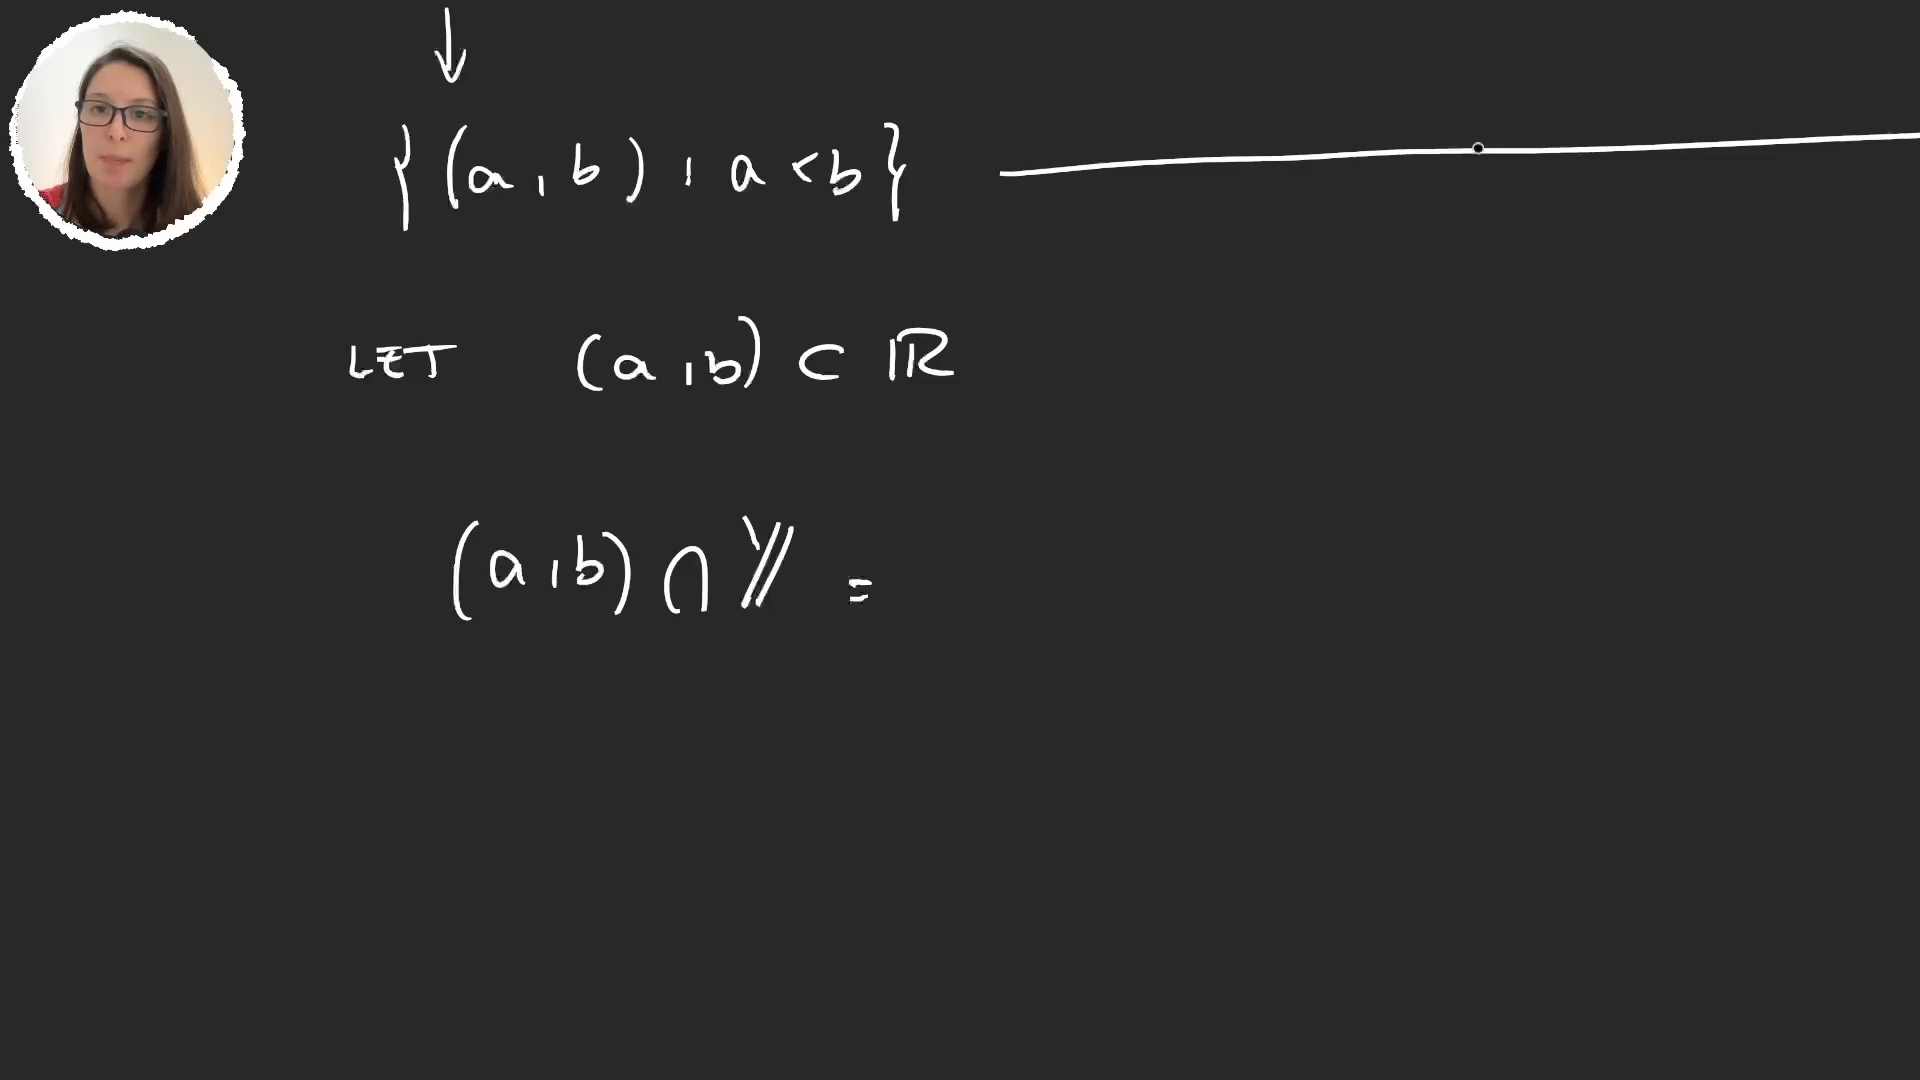 {(a,b) : a<b}
LET (a,b) ⊂ ℝ
(a,b) ∩ Y =